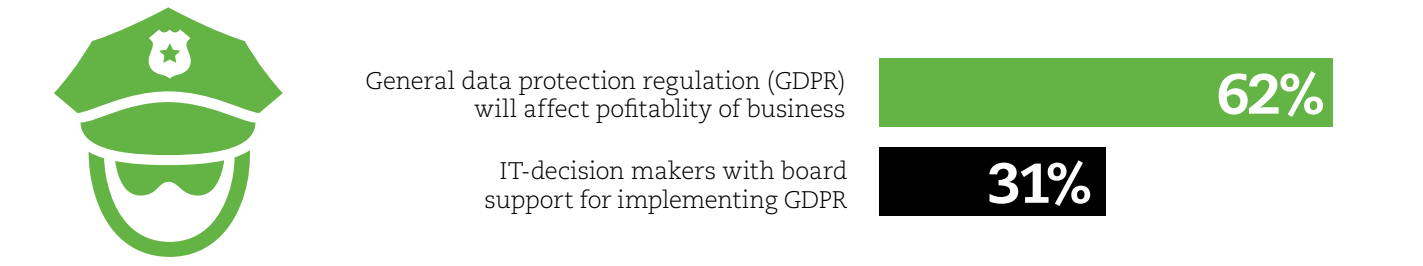 General data protection regulation (GDPR)
will affect pofitablity of business
62%
IT-decision makers with board
support for implementing GDPR
31%